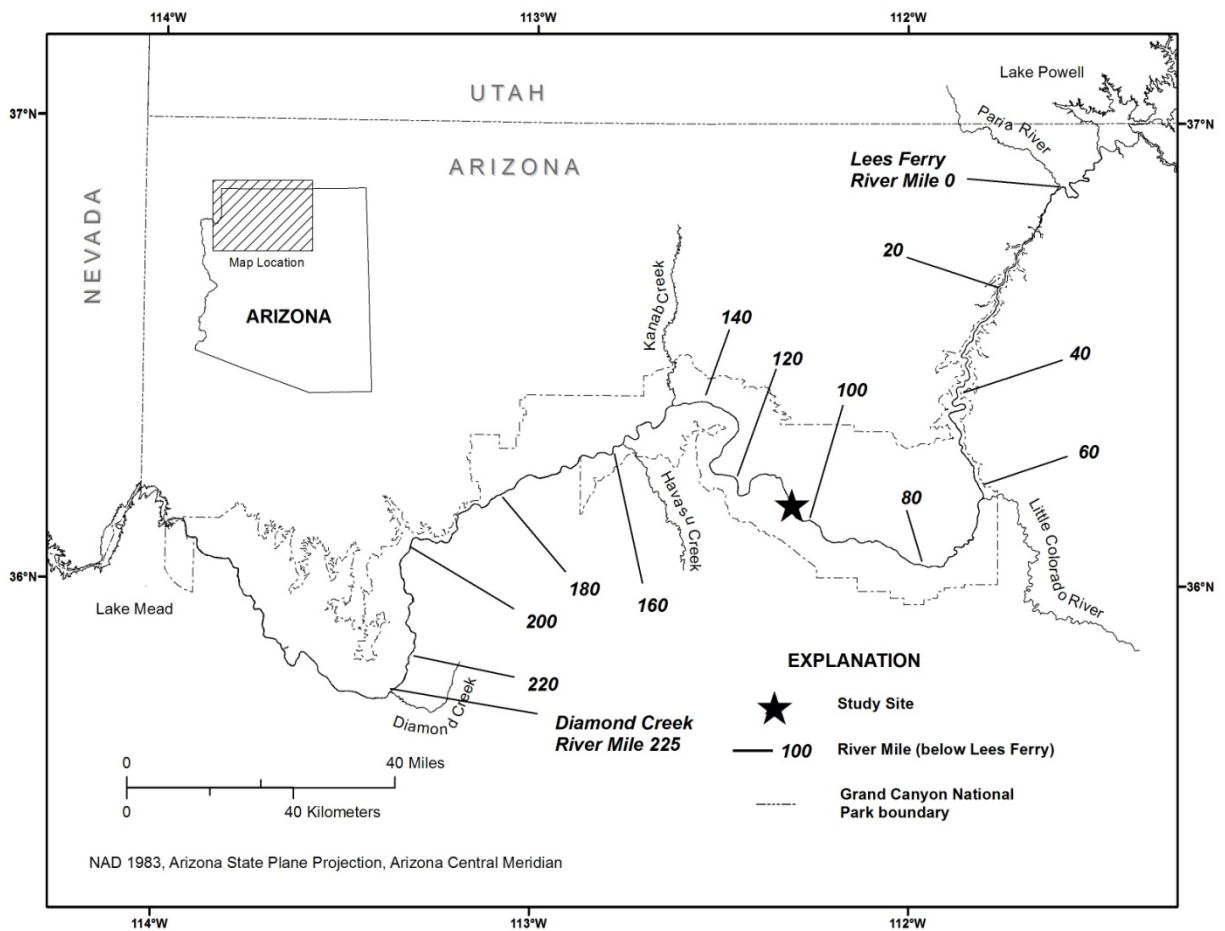 114°W
113°W
112°W
Lake Powell
UTAH
37°N
37°N
Paria River
ARIZONA
Lees Ferry
River Mile 0
NEVADA
20
Map Location
Kanab Creek
ARIZONA
140
120
40
100
60
Havasu Creek
80
Little Colorado River
36°N
36°N
180
160
Lake Mead
200
EXPLANATION
220
Study Site
Diamond Creek
Diamond Creek
River Mile 225
100
River Mile (below Lees Ferry)
0
40 Miles
0
40 Kilometers
Grand Canyon National
Park boundary
NAD 1983, Arizona State Plane Projection, Arizona Central Meridian
114°W
113°W
112°W